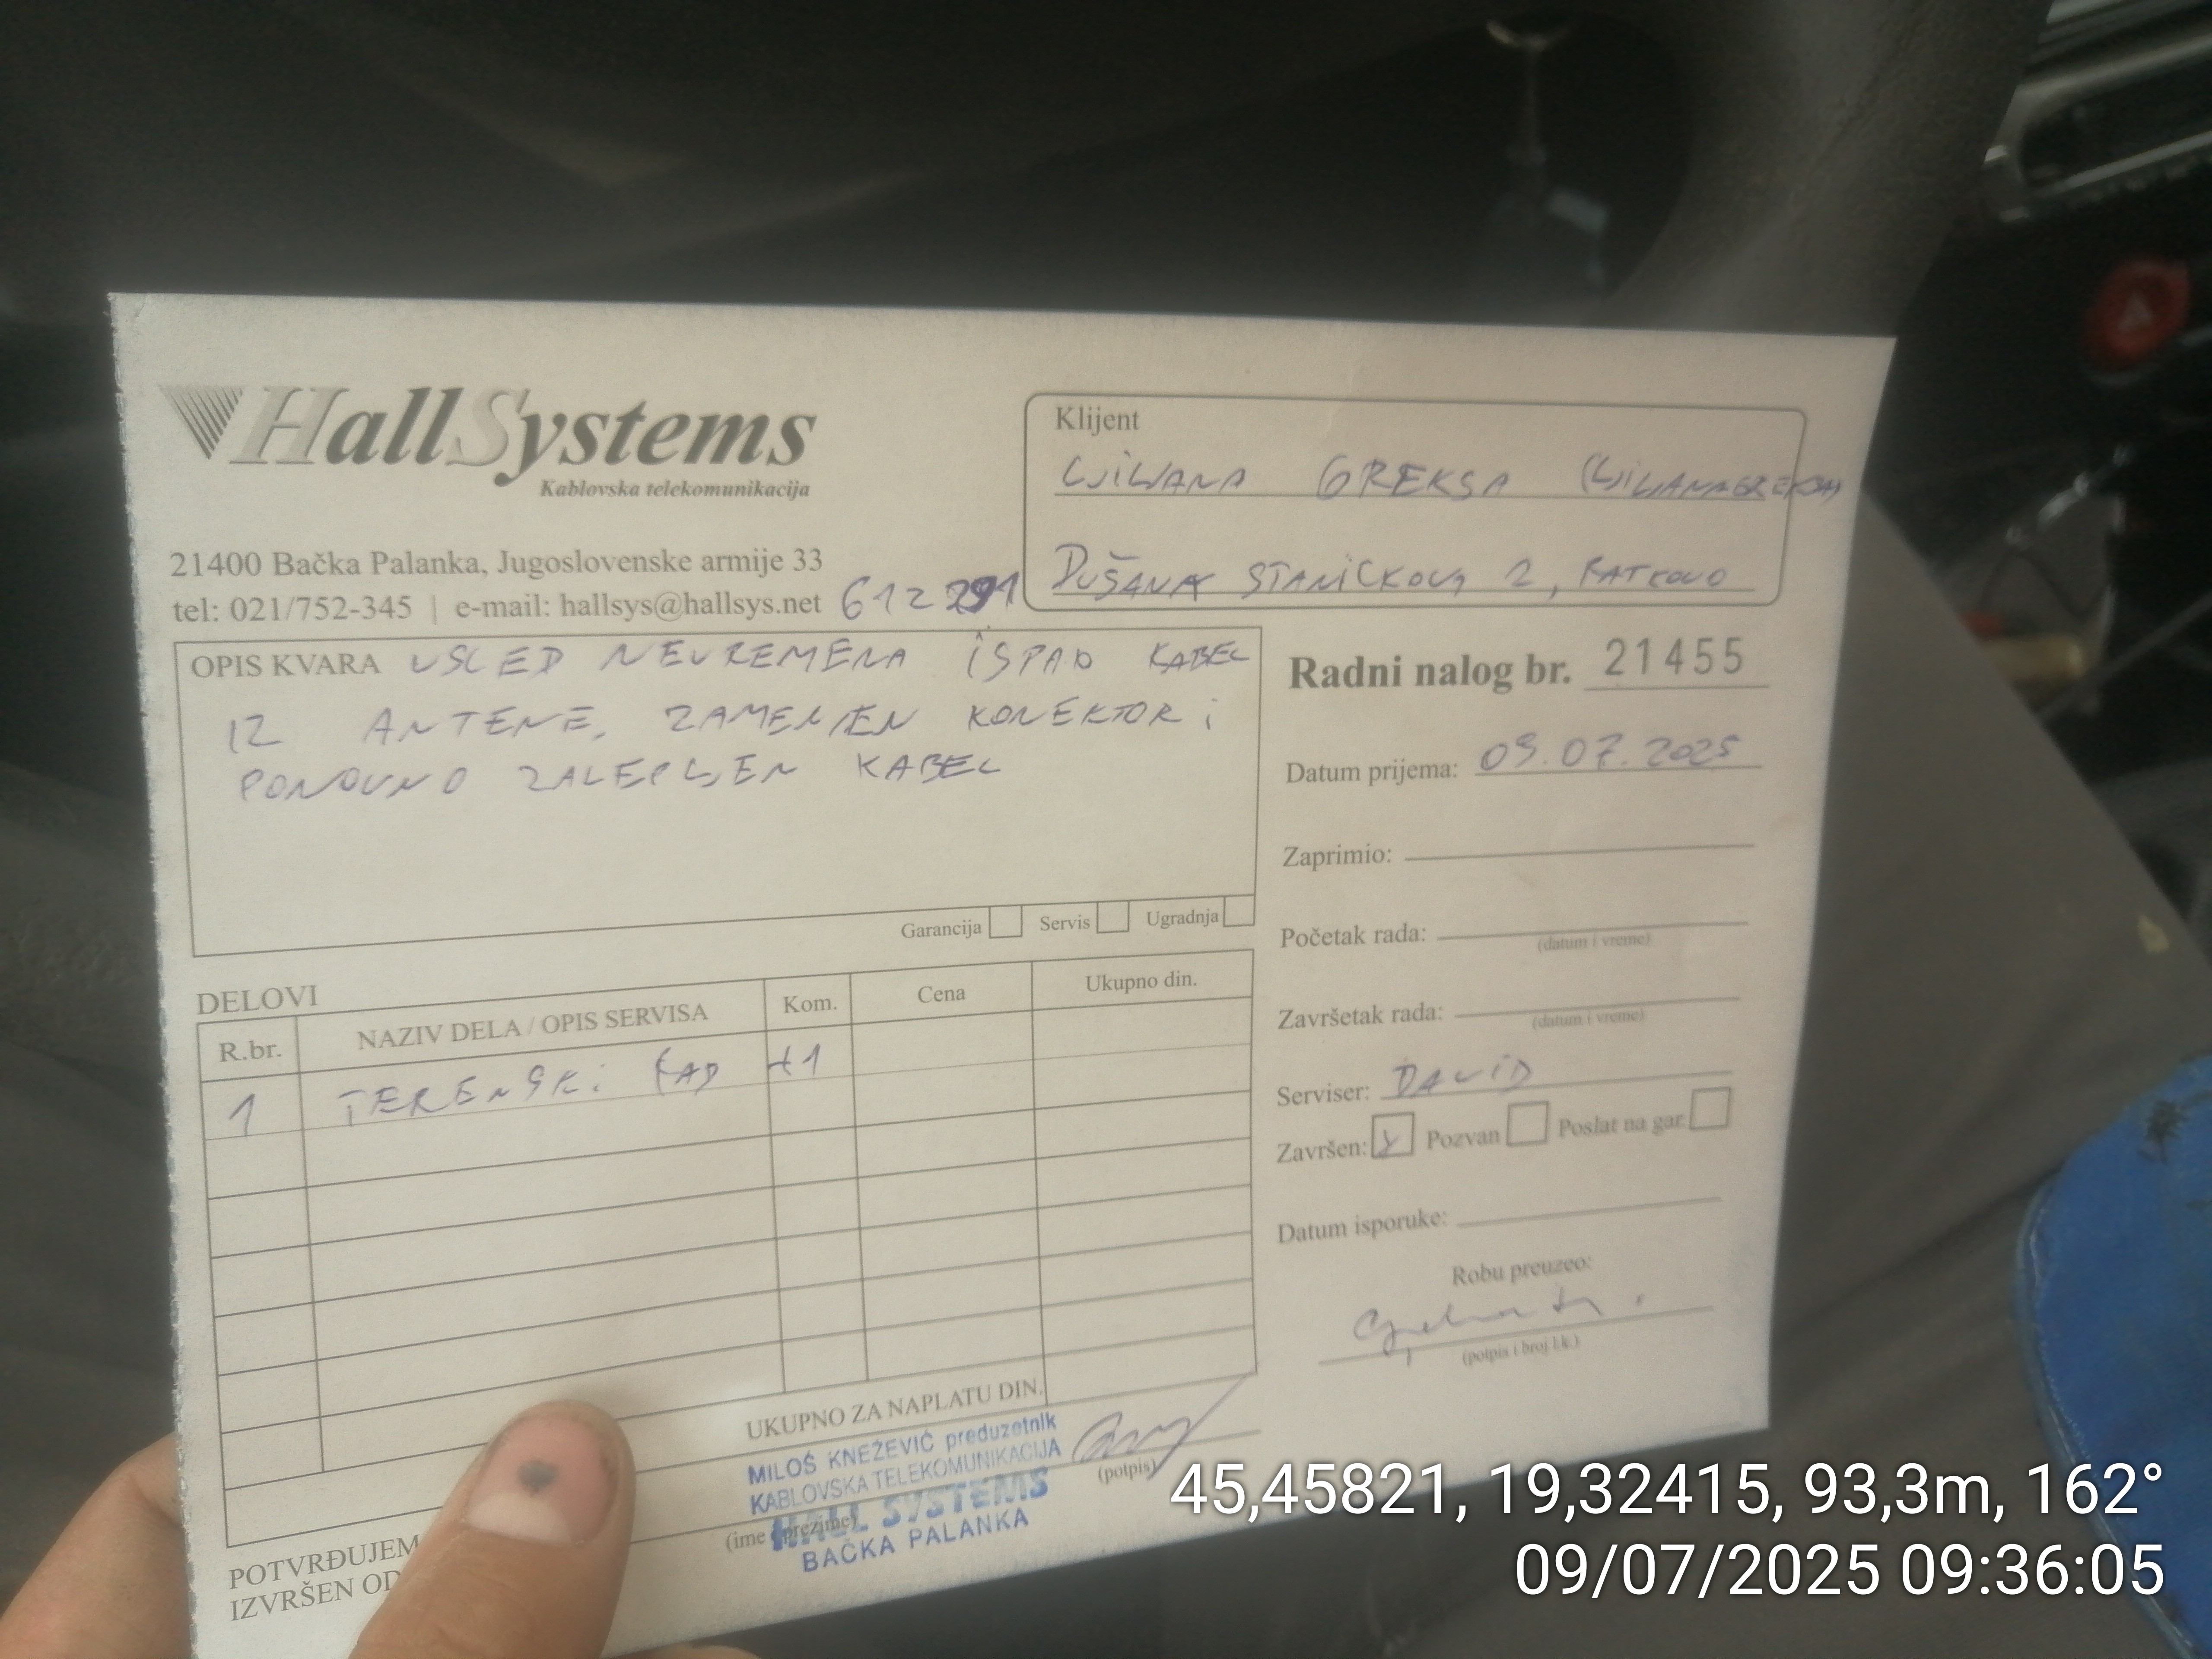 HallSystems
Kablovska telekomunikacija
21400 Bačka Palanka, Jugoslovenske armije 33
tel: 021/752-345 | e-mail: hallsys@hallsys.net
612291
Klijent
LJILJANA GREKSA (LJILJANAGREKSA)
DUŠANA STANIČKOVA 2, RATKOVO
OPIS KVARA USLED NEVREMENA ISPAO KABEL
IZ ANTENE, ZAMENJEN KONEKTOR i
PONOVNO ZALEPLJEN KABEL
Garancija Servis Ugradnja
Radni nalog br. 21455
Datum prijema: 09.07.2025
Zaprimio:
Početak rada:
(datum i vreme)
Završetak rada:
(datum i vreme)
Serviser: DAVID
Završen: Pozvan Poslat na gar.
Datum isporuke:
Robu preuzeo:
(potpis i broj l.k.)
DELOVI
R.br. NAZIV DELA / OPIS SERVISA Kom. Cena Ukupno din.
1 TERENSKI RAD +1
UKUPNO ZA NAPLATU DIN.
MILOŠ KNEŽEVIĆ preduzetnik
KABLOVSKA TELEKOMUNIKACIJA
HALL SYSTEMS
BAČKA PALANKA
(ime i prezime)
(potpis)
POTVRĐUJEM
IZVRŠEN OD
45,45821, 19,32415, 93,3m, 162°
09/07/2025 09:36:05